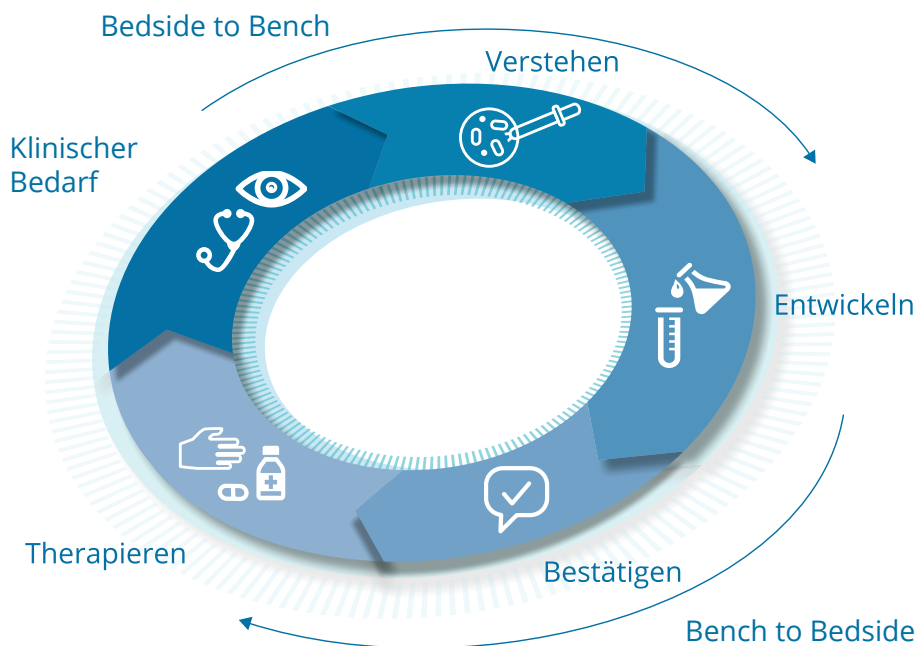 Bedside to Bench
Verstehen
Klinischer
Bedarf
Entwickeln
Therapieren
Bestätigen
Bench to Bedside